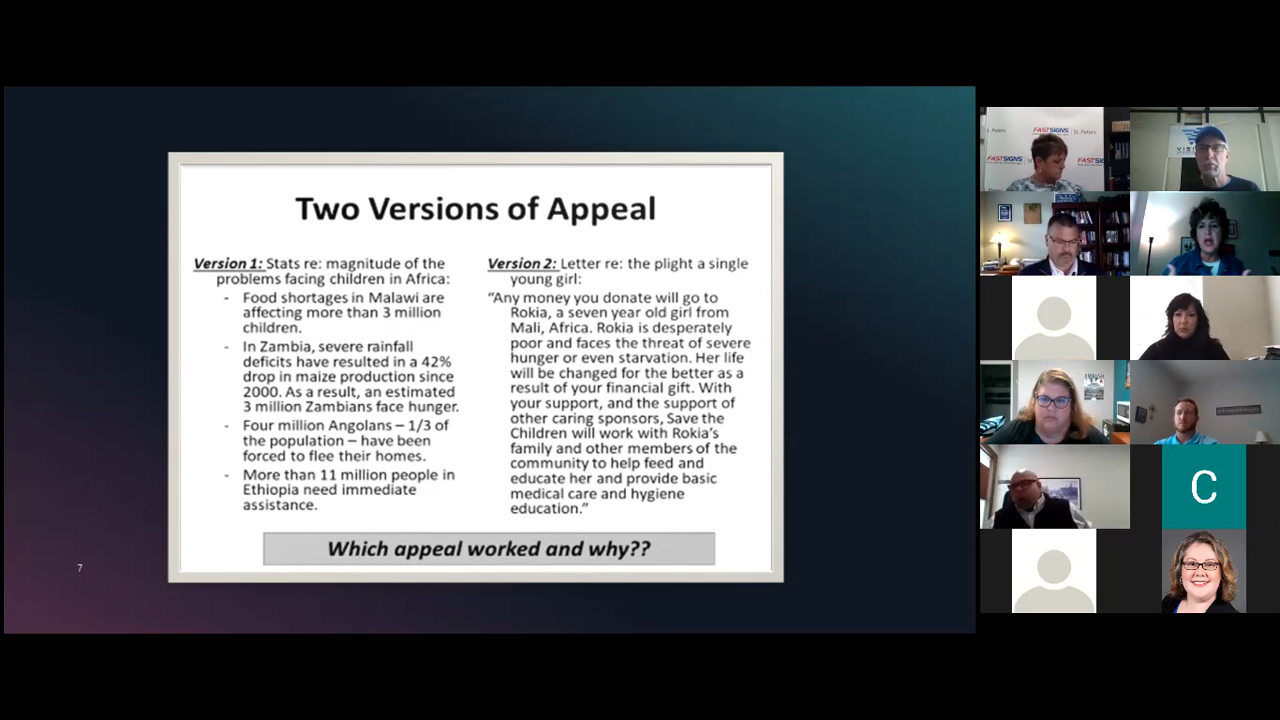 Two Versions of Appeal
Version 1: Stats re: magnitude of the
problems facing children in Africa:
- Food shortages in Malawi are
affecting more than 3 million
children.
- In Zambia, severe rainfall
deficits have resulted in a 42%
drop in maize production since
2000. As a result, an estimated
3 million Zambians face hunger.
- Four million Angolans – 1/3 of
the population – have been
forced to flee their homes.
- More than 11 million people in
Ethiopia need immediate
assistance.
Version 2: Letter re: the plight a single
young girl:
“Any money you donate will go to
Rokia, a seven year old girl from
Mali, Africa. Rokia is desperately
poor and faces the threat of severe
hunger or even starvation. Her life
will be changed for the better as a
result of your financial gift. With
your support, and the support of
other caring sponsors, Save the
Children will work with Rokia’s
family and other members of the
community to help feed and
educate her and provide basic
medical care and hygiene
education.”
Which appeal worked and why??
7
FASTSIGNS St. Peters
FASTSIGNS
FASTSIG
C